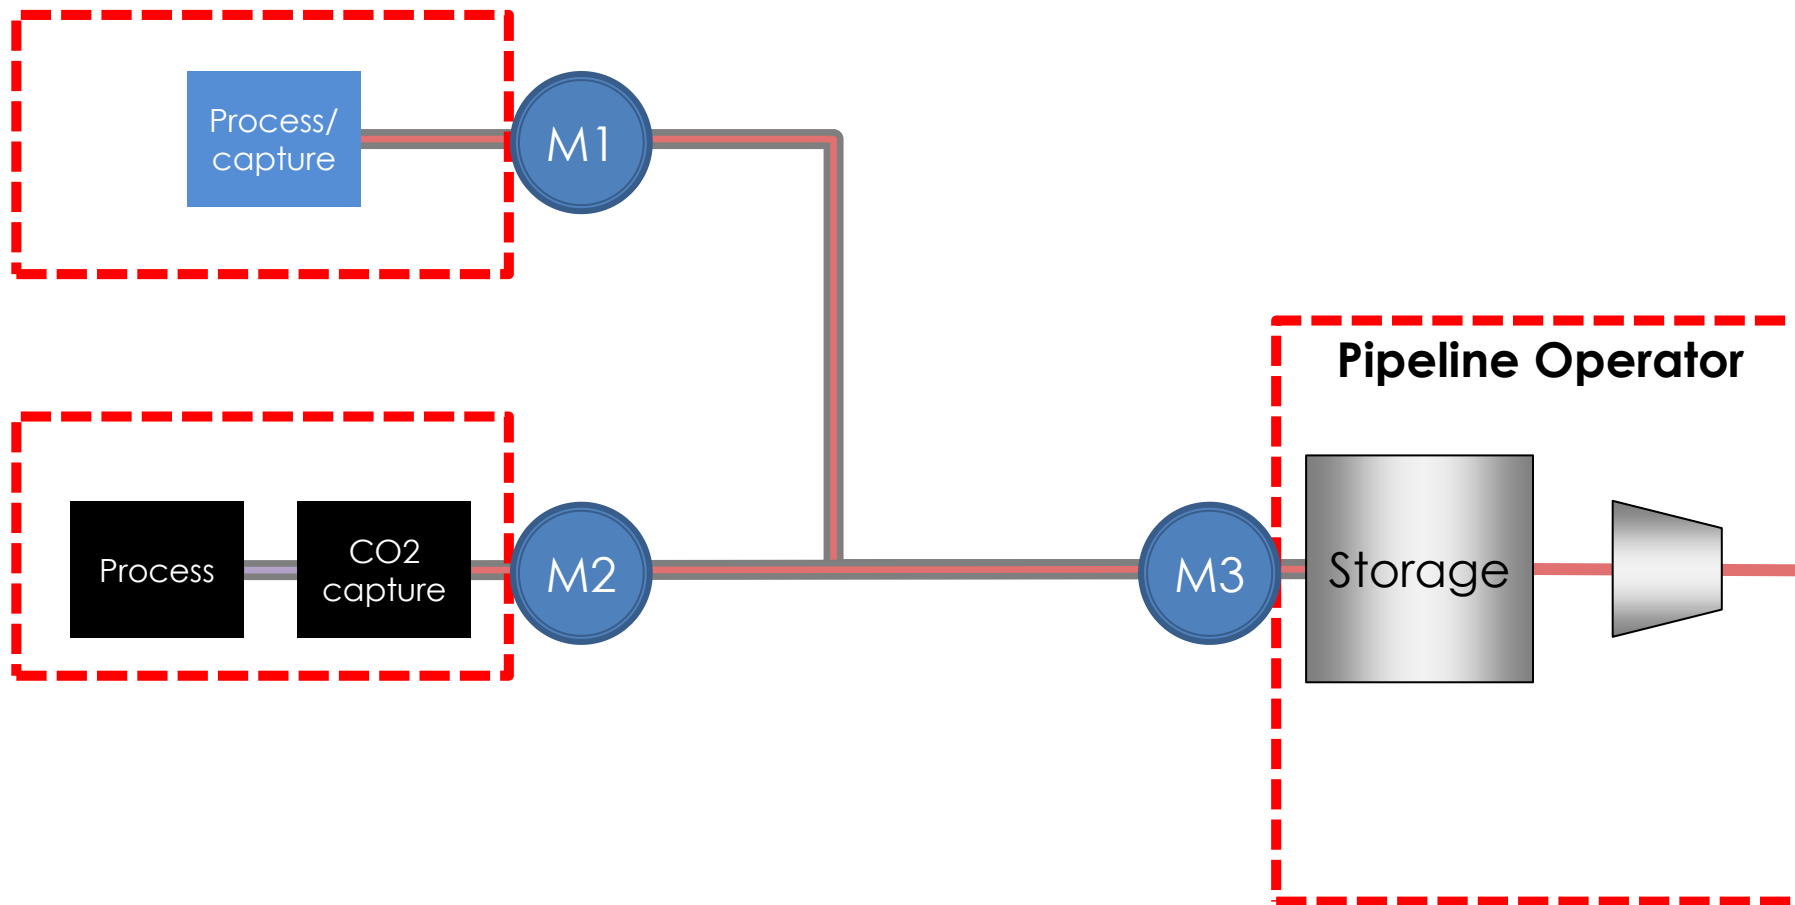 Process/
capture
M1
Pipeline Operator
Process
CO2
capture
M2
M3
Storage